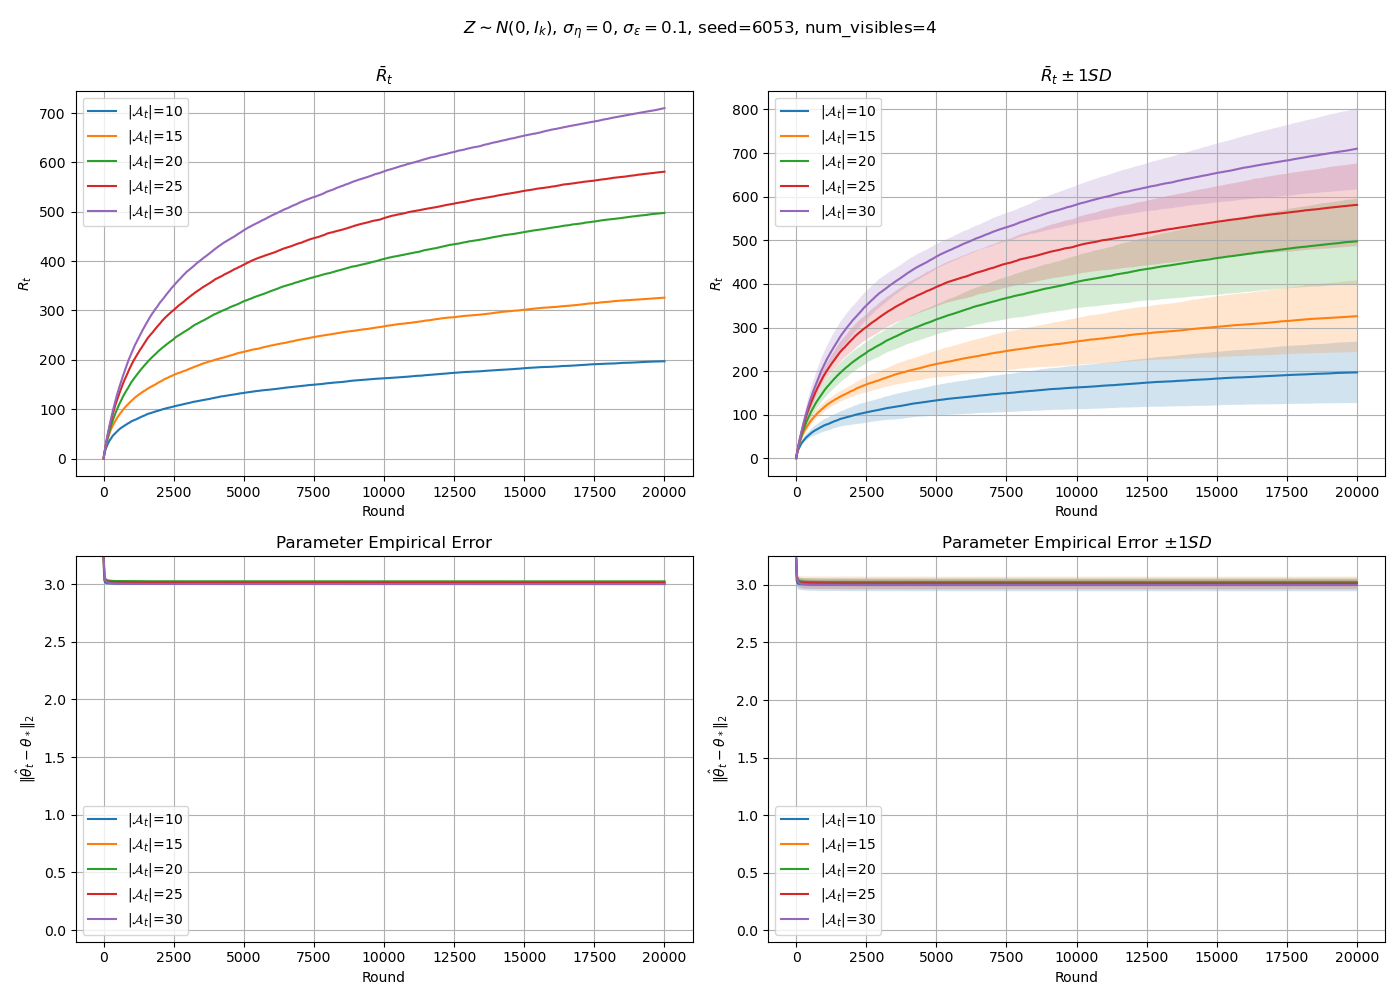 Z ∼ N(0, I_k), σ_η = 0, σ_ε = 0.1, seed=6053, num_visibles=4
R̄_t
R_t
700
600
500
400
300
200
100
0
|𝒜_t|=10
|𝒜_t|=15
|𝒜_t|=20
|𝒜_t|=25
|𝒜_t|=30
0 2500 5000 7500 10000 12500 15000 17500 20000
Round
R̄_t ± 1SD
R_t
800
700
600
500
400
300
200
100
0
|𝒜_t|=10
|𝒜_t|=15
|𝒜_t|=20
|𝒜_t|=25
|𝒜_t|=30
0 2500 5000 7500 10000 12500 15000 17500 20000
Round
Parameter Empirical Error
‖θ̂_t − θ_*‖₂
3.0
2.5
2.0
1.5
1.0
0.5
0.0
|𝒜_t|=10
|𝒜_t|=15
|𝒜_t|=20
|𝒜_t|=25
|𝒜_t|=30
0 2500 5000 7500 10000 12500 15000 17500 20000
Round
Parameter Empirical Error ±1SD
‖θ̂_t − θ_*‖₂
3.0
2.5
2.0
1.5
1.0
0.5
0.0
|𝒜_t|=10
|𝒜_t|=15
|𝒜_t|=20
|𝒜_t|=25
|𝒜_t|=30
0 2500 5000 7500 10000 12500 15000 17500 20000
Round